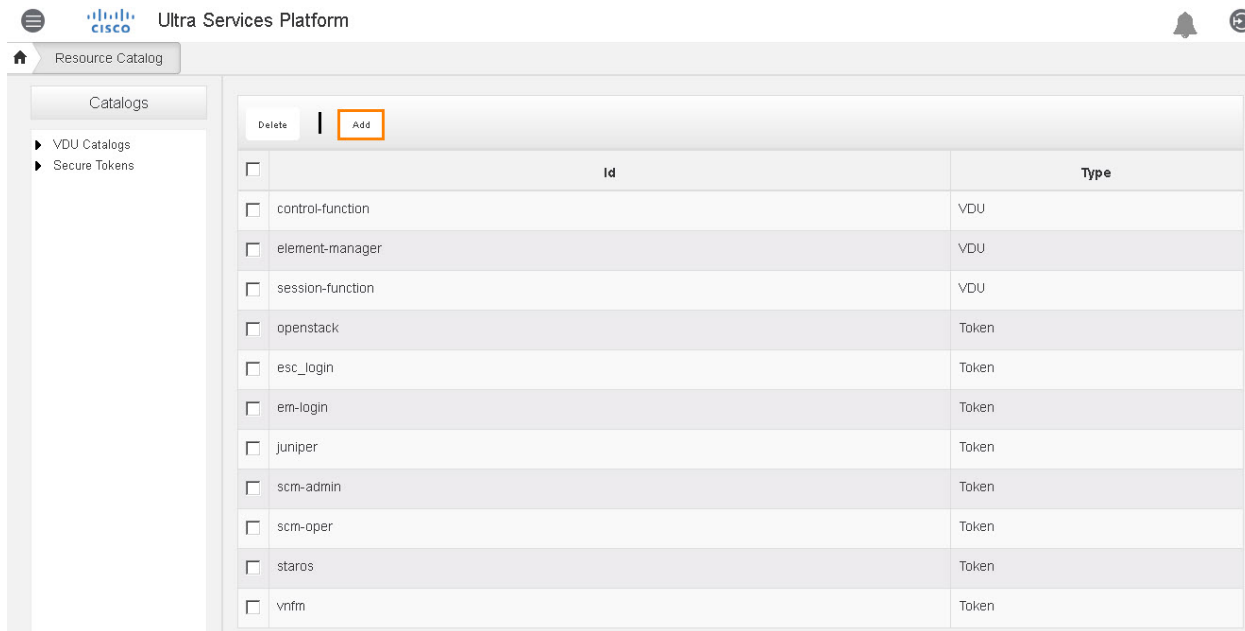 CISCO Ultra Services Platform
Resource Catalog
Catalogs
VDU Catalogs
Secure Tokens
Delete Add
Id Type
control-function VDU
element-manager VDU
session-function VDU
openstack Token
esc_login Token
em-login Token
juniper Token
scm-admin Token
scm-oper Token
staros Token
vnfm Token